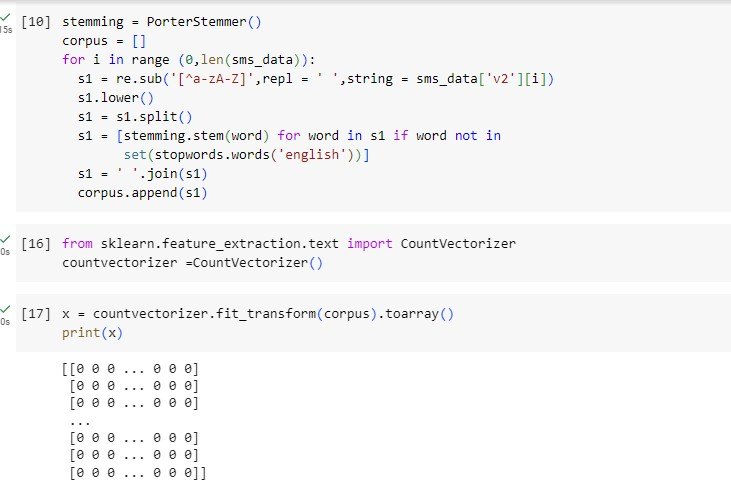 [10] stemming = PorterStemmer()
corpus = []
for i in range (0,len(sms_data)):
  s1 = re.sub('[^a-zA-Z]',repl = ' ',string = sms_data['v2'][i])
  s1.lower()
  s1 = s1.split()
  s1 = [stemming.stem(word) for word in s1 if word not in
        set(stopwords.words('english'))]
  s1 = ' '.join(s1)
  corpus.append(s1)
15s
[16] from sklearn.feature_extraction.text import CountVectorizer
countvectorizer =CountVectorizer()
0s
[17] x = countvectorizer.fit_transform(corpus).toarray()
print(x)
0s
[[0 0 0 ... 0 0 0]
 [0 0 0 ... 0 0 0]
 [0 0 0 ... 0 0 0]
 ...
 [0 0 0 ... 0 0 0]
 [0 0 0 ... 0 0 0]
 [0 0 0 ... 0 0 0]]